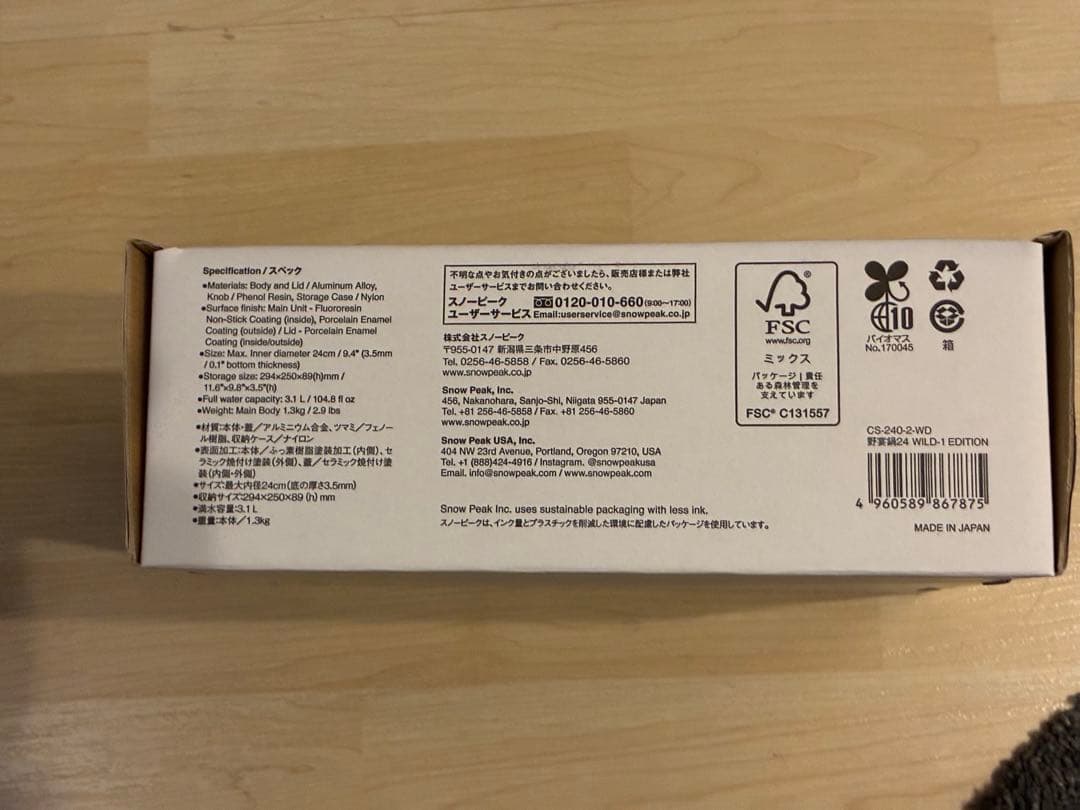 Specification/スペック
●Materials: Body and Lid / Aluminum Alloy,
Knob / Phenol Resin, Storage Case / Nylon
●Surface finish: Main Unit - Fluororesin
Non-Stick Coating (inside), Porcelain Enamel
Coating (outside) / Lid - Porcelain Enamel
Coating (inside/outside)
●Size: Max. Inner diameter 24cm / 9.4" (3.5mm
/ 0.1" bottom thickness)
●Storage size: 294×250×89(h)mm /
11.6"×9.8"×3.5"(h)
●Full water capacity: 3.1 L / 104.8 fl oz
●Weight: Main Body 1.3kg / 2.9 lbs
●材質:本体・蓋／アルミニウム合金、ツマミ／フェノー
ル樹脂、収納ケース／ナイロン
●表面加工:本体／ふっ素樹脂塗装加工(内側)、セ
ラミック焼付け塗装(外側)、蓋／セラミック焼付け塗
装(内側・外側)
●サイズ:最大内径24cm(底の厚さ3.5mm)
●収納サイズ:294×250×89 (h) mm
●満水容量:3.1L
●重量:本体／1.3kg
不明な点やお気付きの点がございましたら、販売店様または弊社
ユーザーサービスまでお問い合わせください。
スノーピーク 0120-010-660(9:00〜17:00)
ユーザーサービス Email:userservice@snowpeak.co.jp
株式会社スノーピーク
〒955-0147 新潟県三条市中野原456
Tel. 0256-46-5858 / Fax. 0256-46-5860
www.snowpeak.co.jp
Snow Peak, Inc.
456, Nakanohara, Sanjo-Shi, Niigata 955-0147 Japan
Tel. +81 256-46-5858 / Fax. +81 256-46-5860
www.snowpeak.co.jp
Snow Peak USA, Inc.
404 NW 23rd Avenue, Portland, Oregon 97210, USA
Tel. +1 (888)424-4916 / Instagram. @snowpeakusa
Email. info@snowpeak.com / www.snowpeak.com
Snow Peak Inc. uses sustainable packaging with less ink.
スノーピークは、インク量とプラスチックを削減した環境に配慮したパッケージを使用しています。
®
FSC
www.fsc.org
ミックス
パッケージ|責任
ある森林管理を
支えています
FSC® C131557
10
バイオマス
No.170045
箱
CS-240-2-WD
野宴鍋24 WILD-1 EDITION
4 960589 867875
MADE IN JAPAN